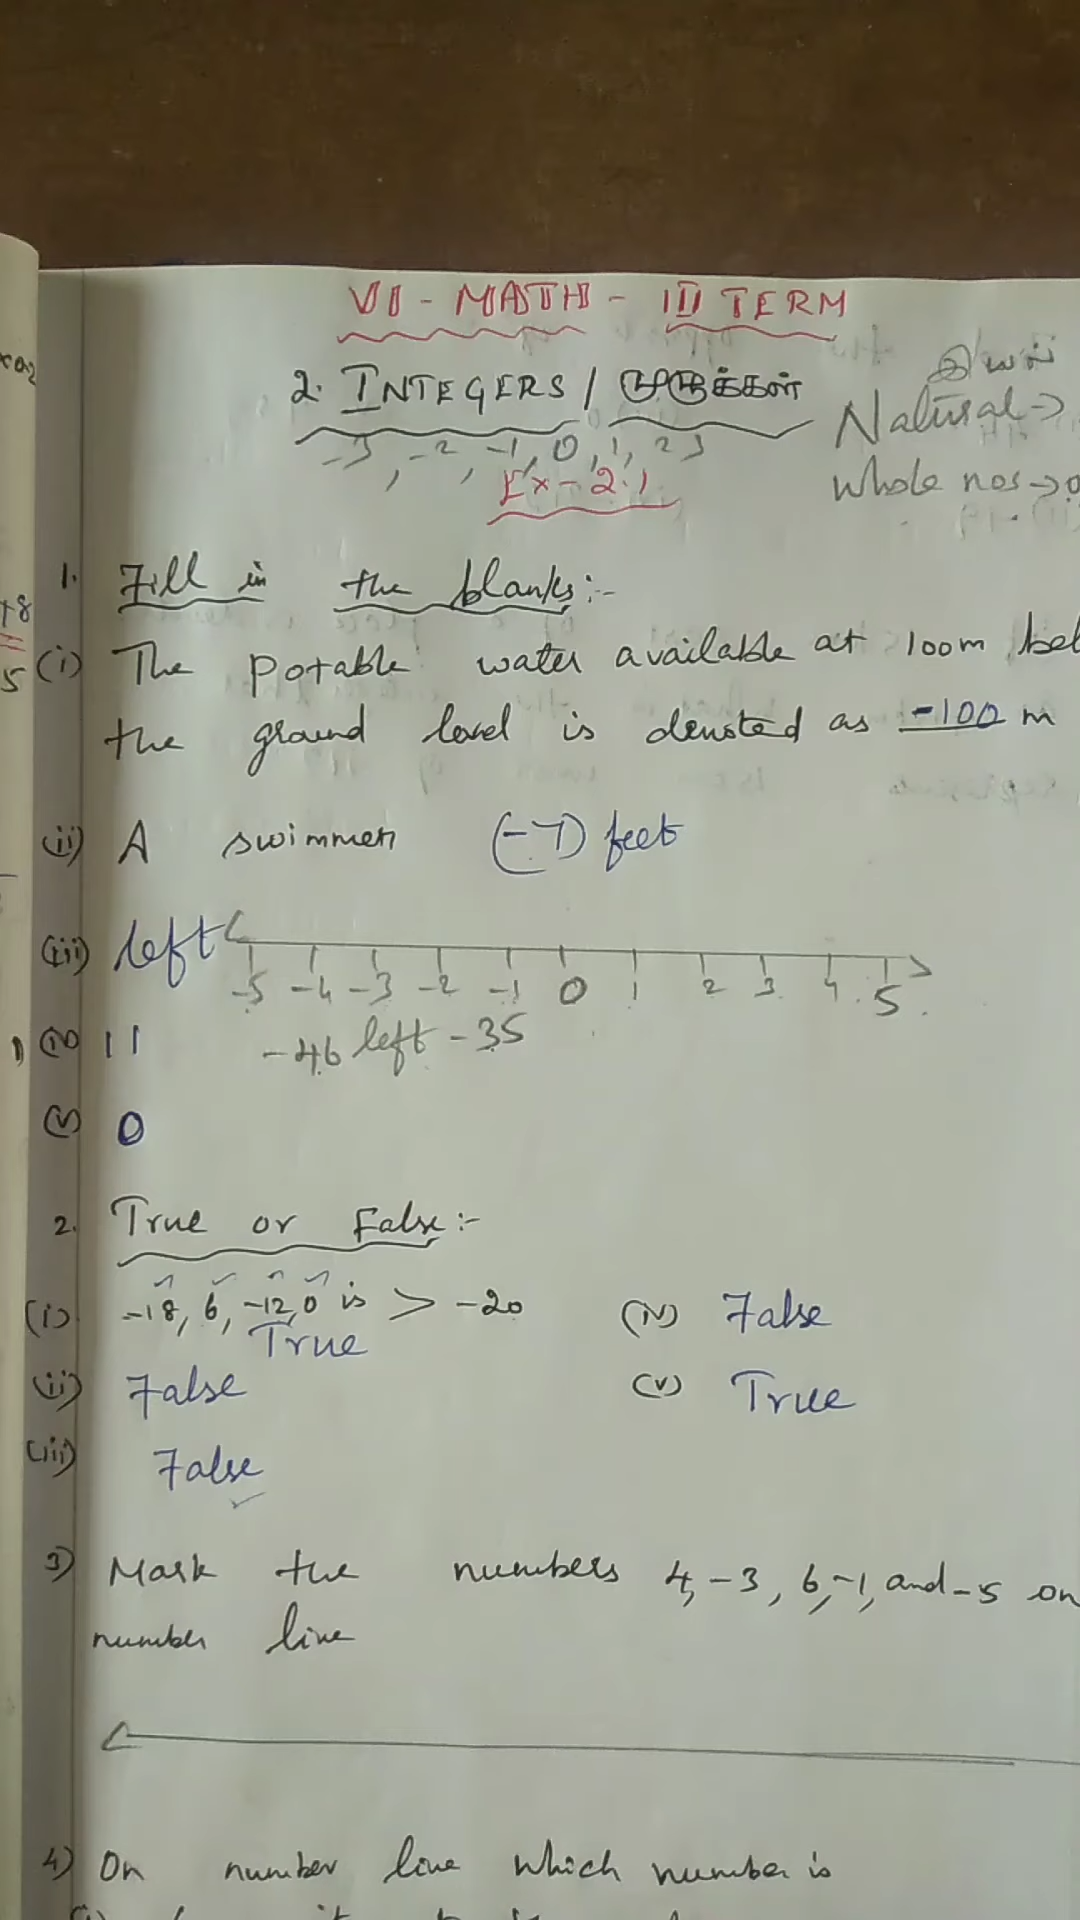 VI - MATH - III TERM
2. INTEGERS / முழுக்கள்
இயல்
Natural ->
-3, -2, -1, 0, 1, 2 3
Whole nos -> 0
Ex - 2.1
1. Fill in the blanks:-
(i) The potable water available at 100m bel
the ground level is denoted as -100 m
(ii) A swimmer (-7) feet
(iii) left
-5 -4 -3 -2 -1 0 1 2 3 4 5
(iv) 11 -46 left -35
(v) 0
2. True or False:-
(i) -18, 6, -12, 0 is > -20 (iv) False
True
(ii) False (v) True
(iii) False
3) Mark the numbers 4, -3, 6, -1, and -5 on
number line
4) On number line which number is